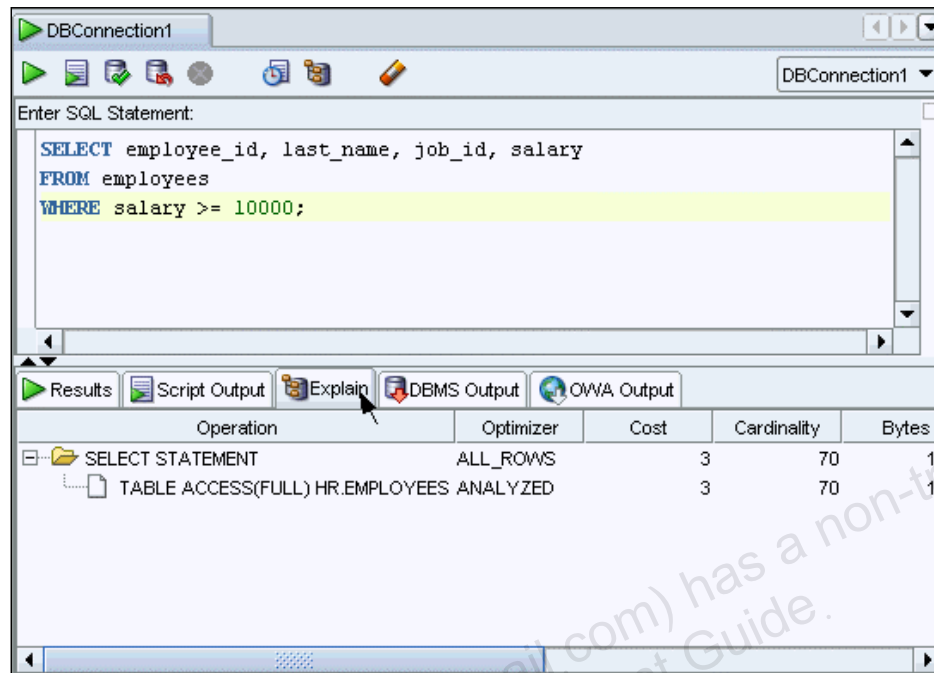 DBConnection1
DBConnection1
Enter SQL Statement:
SELECT employee_id, last_name, job_id, salary
FROM employees
WHERE salary >= 10000;
Results Script Output Explain DBMS Output OWA Output
Operation Optimizer Cost Cardinality Bytes
SELECT STATEMENT ALL_ROWS 3 70 1
TABLE ACCESS(FULL) HR.EMPLOYEES ANALYZED 3 70 1
com) has a non-t
Guide.